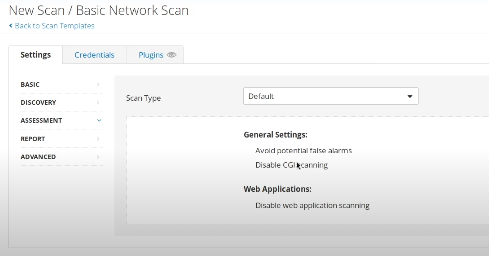 New Scan / Basic Network Scan
Back to Scan Templates
Settings Credentials Plugins
BASIC
DISCOVERY
ASSESSMENT
REPORT
ADVANCED
Scan Type Default
General Settings:
Avoid potential false alarms
Disable CGI scanning
Web Applications:
Disable web application scanning